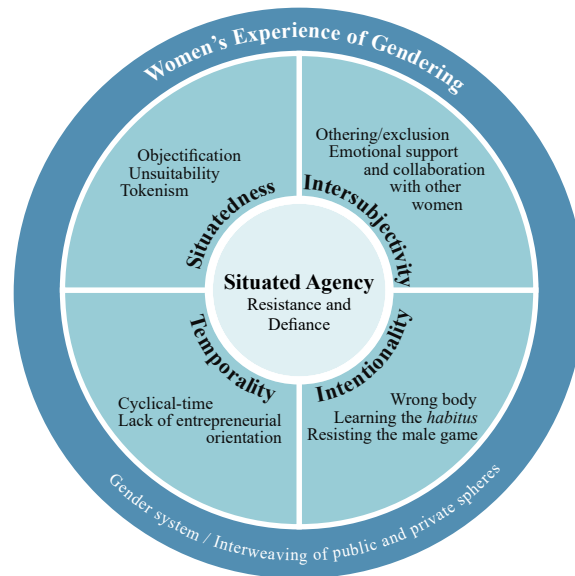 Women’s Experience of Gendering
Objectification
Unsuitability
Tokenism
Situatedness
Othering/exclusion
Emotional support
and collaboration
with other
women
Intersubjectivity
Situated Agency
Resistance and
Defiance
Temporality
Cyclical-time
Lack of entrepreneurial
orientation
Intentionality
Wrong body
Learning the habitus
Resisting the male game
Gender system / Interweaving of public and private spheres